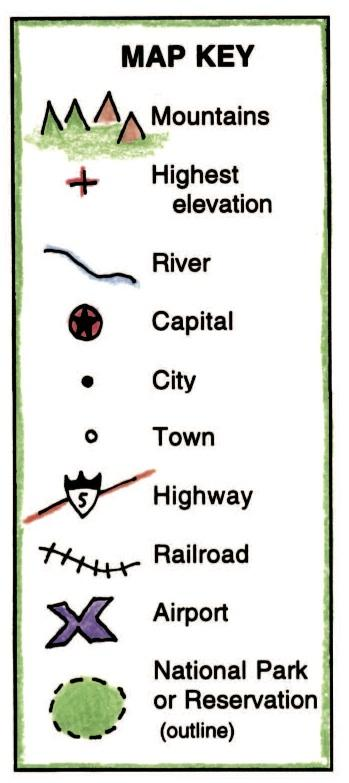 MAP KEY
Mountains
Highest
elevation
River
Capital
City
Town
5
Highway
Railroad
Airport
National Park
or Reservation
(outline)